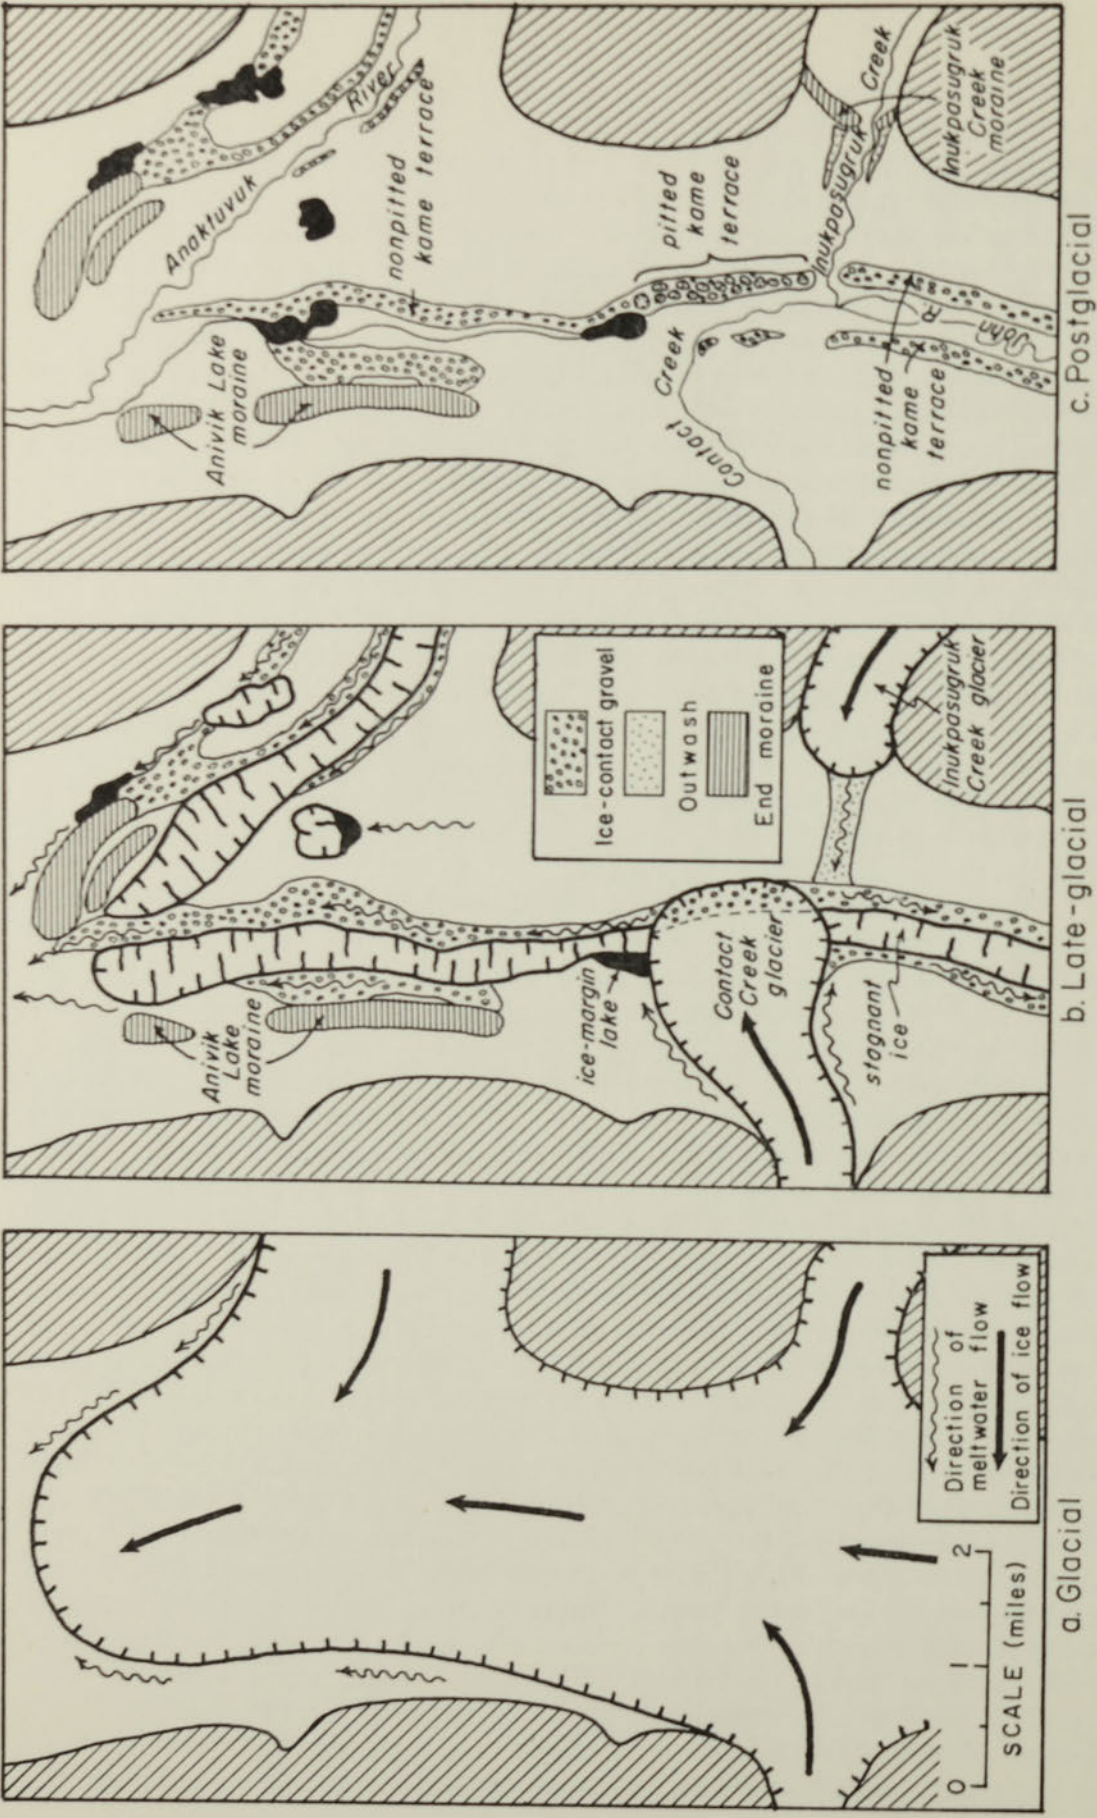 Direction of
meltwater flow
Direction of ice flow
0 1 2
SCALE (miles)
a. Glacial
Anivik
Lake
moraine
ice-margin
lake
Contact
Creek
glacier
stagnant
ice
Ice-contact gravel
Outwash
End moraine
Inukpasugruk
Creek glacier
b. Late-glacial
Anaktuvuk River
Anivik Lake
moraine
nonpitted
kame terrace
pitted
kame
terrace
Contact Creek
Inukpasugruk Creek
Inukpasugruk
Creek
moraine
John R.
nonpitted
kame
terrace
c. Postglacial